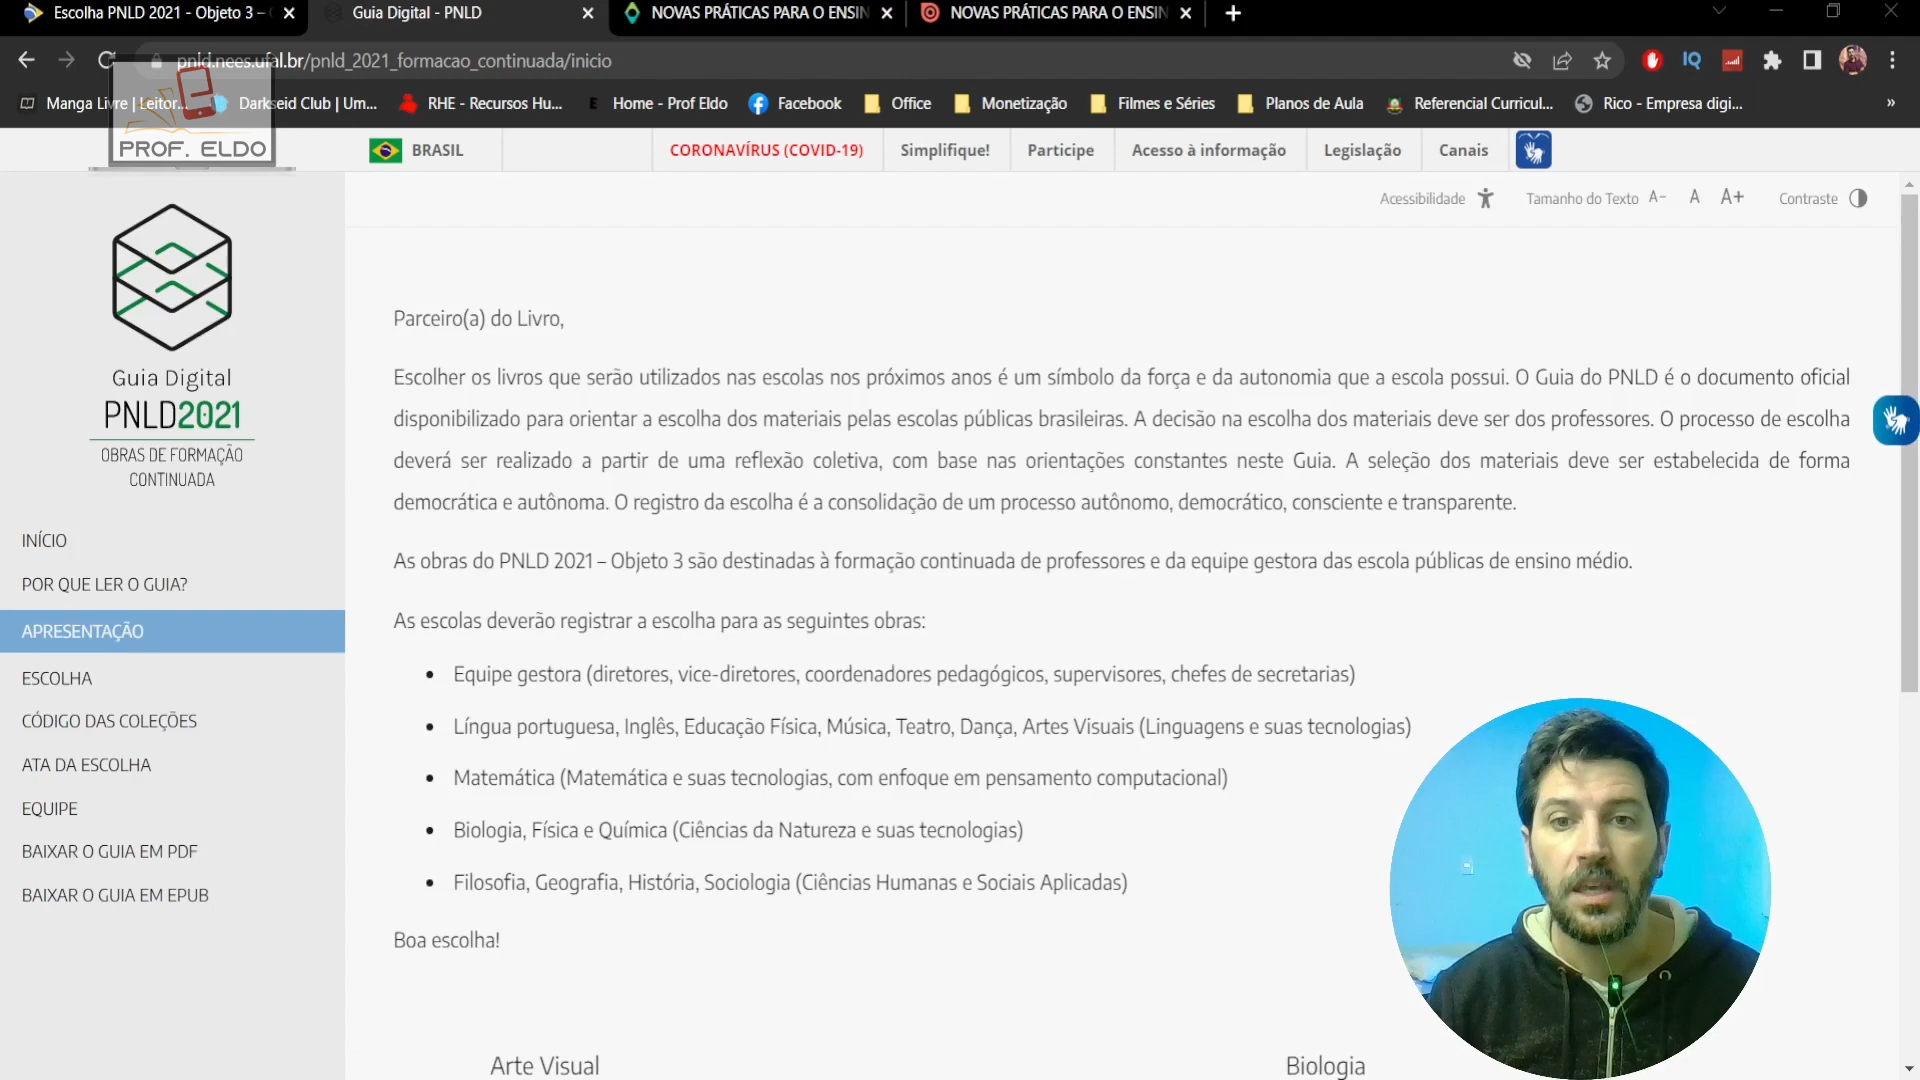 Escolha PNLD 2021 - Objeto 3 –
Guia Digital - PNLD
NOVAS PRÁTICAS PARA O ENSIN
NOVAS PRÁTICAS PARA O ENSIN
pnld.nees.ufal.br/pnld_2021_formacao_continuada/inicio
Manga Livre | Leitor...
Darkseid Club | Um...
RHE - Recursos Hu...
Home - Prof Eldo
Facebook
Office
Monetização
Filmes e Séries
Planos de Aula
Referencial Curricul...
Rico - Empresa digi...
»
PROF. ELDO
BRASIL
CORONAVÍRUS (COVID-19)
Simplifique!
Participe
Acesso à informação
Legislação
Canais
Acessibilidade
Tamanho do Texto A- A A+
Contraste
Guia Digital
PNLD2021
OBRAS DE FORMAÇÃO
CONTINUADA
INÍCIO
POR QUE LER O GUIA?
APRESENTAÇÃO
ESCOLHA
CÓDIGO DAS COLEÇÕES
ATA DA ESCOLHA
EQUIPE
BAIXAR O GUIA EM PDF
BAIXAR O GUIA EM EPUB
Parceiro(a) do Livro,
Escolher os livros que serão utilizados nas escolas nos próximos anos é um símbolo da força e da autonomia que a escola possui. O Guia do PNLD é o documento oficial
disponibilizado para orientar a escolha dos materiais pelas escolas públicas brasileiras. A decisão na escolha dos materiais deve ser dos professores. O processo de escolha
deverá ser realizado a partir de uma reflexão coletiva, com base nas orientações constantes neste Guia. A seleção dos materiais deve ser estabelecida de forma
democrática e autônoma. O registro da escolha é a consolidação de um processo autônomo, democrático, consciente e transparente.
As obras do PNLD 2021 – Objeto 3 são destinadas à formação continuada de professores e da equipe gestora das escola públicas de ensino médio.
As escolas deverão registrar a escolha para as seguintes obras:
• Equipe gestora (diretores, vice-diretores, coordenadores pedagógicos, supervisores, chefes de secretarias)
• Língua portuguesa, Inglês, Educação Física, Música, Teatro, Dança, Artes Visuais (Linguagens e suas tecnologias)
• Matemática (Matemática e suas tecnologias, com enfoque em pensamento computacional)
• Biologia, Física e Química (Ciências da Natureza e suas tecnologias)
• Filosofia, Geografia, História, Sociologia (Ciências Humanas e Sociais Aplicadas)
Boa escolha!
Arte Visual
Biologia